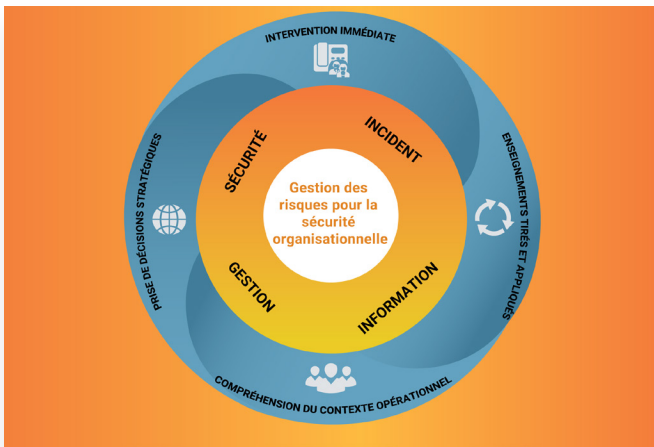 INTERVENTION IMMÉDIATE
ENSEIGNEMENTS TIRÉS ET APPLIQUÉS
COMPRÉHENSION DU CONTEXTE OPÉRATIONNEL
PRISE DE DÉCISIONS STRATÉGIQUES
SÉCURITÉ
INCIDENT
INFORMATION
GESTION
Gestion des
risques pour la
sécurité
organisationnelle